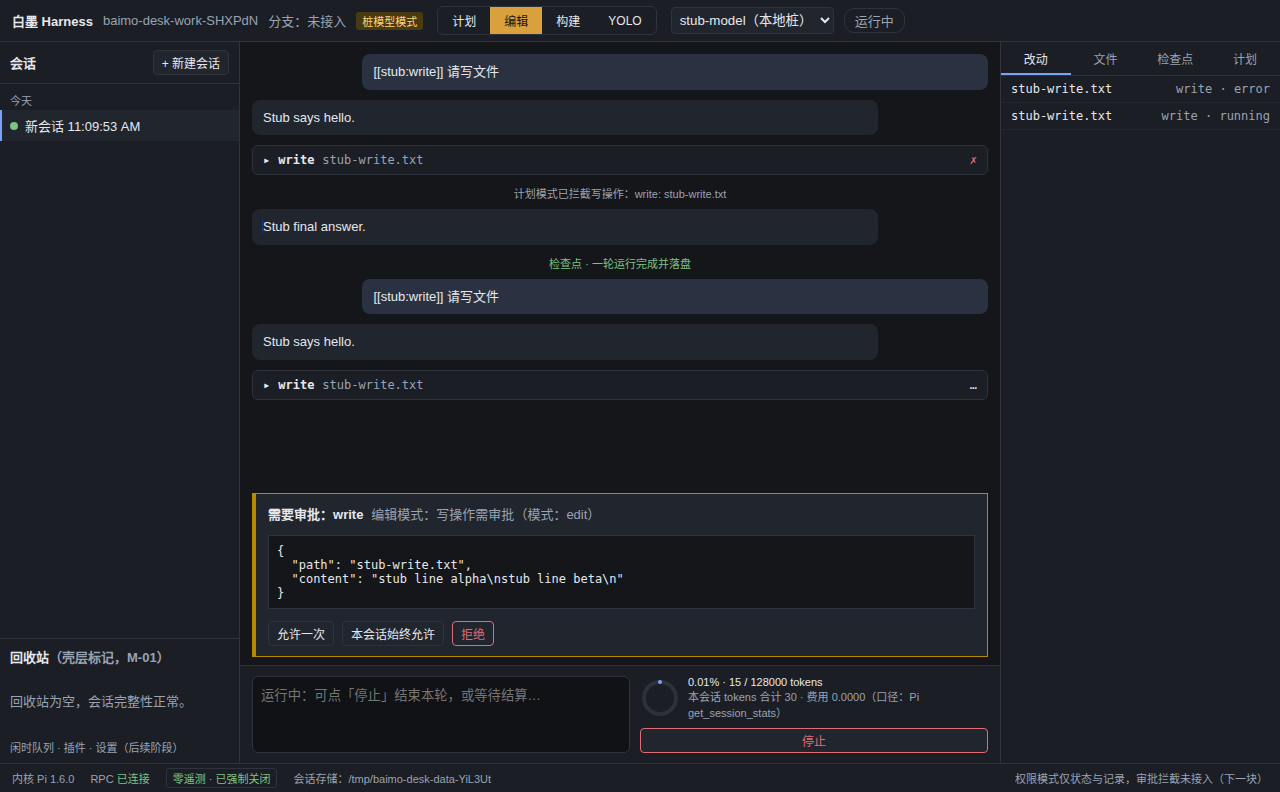 白垩 Harness baimo-desk-work-SHXPdN 分支：未接入 桩模型模式 计划 编辑 构建 YOLO stub-model（本地桩） 运行中
会话 + 新建会话
今天
新会话 11:09:53 AM
回收站（壳层标记，M-01）
回收站为空，会话完整性正常。
闲时队列 · 插件 · 设置（后续阶段）
[[stub:write]] 请写文件
Stub says hello.
▸ write stub-write.txt ✗
计划模式已拦截写操作：write: stub-write.txt
Stub final answer.
检查点 · 一轮运行完成并落盘
[[stub:write]] 请写文件
Stub says hello.
▸ write stub-write.txt …
需要审批：write 编辑模式：写操作需审批（模式：edit）
{
"path": "stub-write.txt",
"content": "stub line alpha\nstub line beta\n"
}
允许一次 本会话始终允许 拒绝
运行中：可点「停止」结束本轮，或等待结算…
0.01% · 15 / 128000 tokens
本会话 tokens 合计 30 · 费用 0.0000（口径：Pi
get_session_stats）
停止
改动 文件 检查点 计划
stub-write.txt write · error
stub-write.txt write · running
内核 Pi 1.6.0 RPC 已连接 零遥测 · 已强制关闭 会话存储：/tmp/baimo-desk-data-YiL3Ut 权限模式仅状态与记录，审批拦截未接入（下一块）